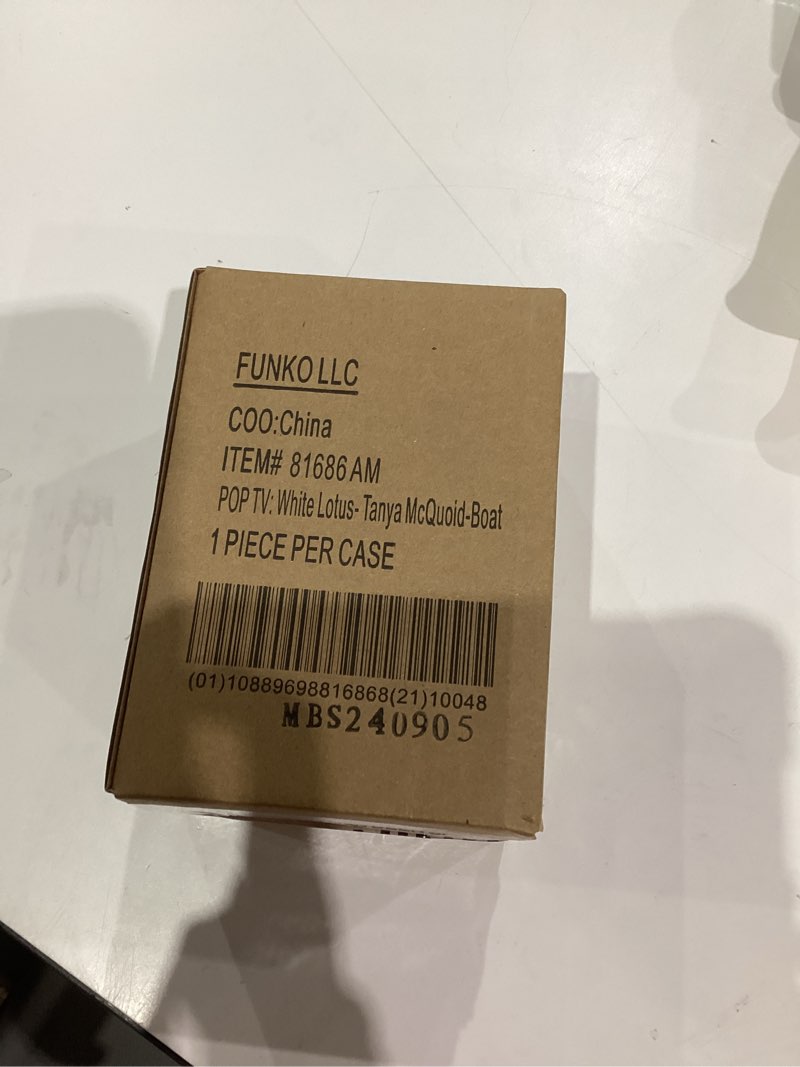 FUNKO LLC
COO:China
ITEM# 81686 AM
POP TV: White Lotus- Tanya McQuoid-Boat
1 PIECE PER CASE
(01)10889698816868(21)10048
MBS240905